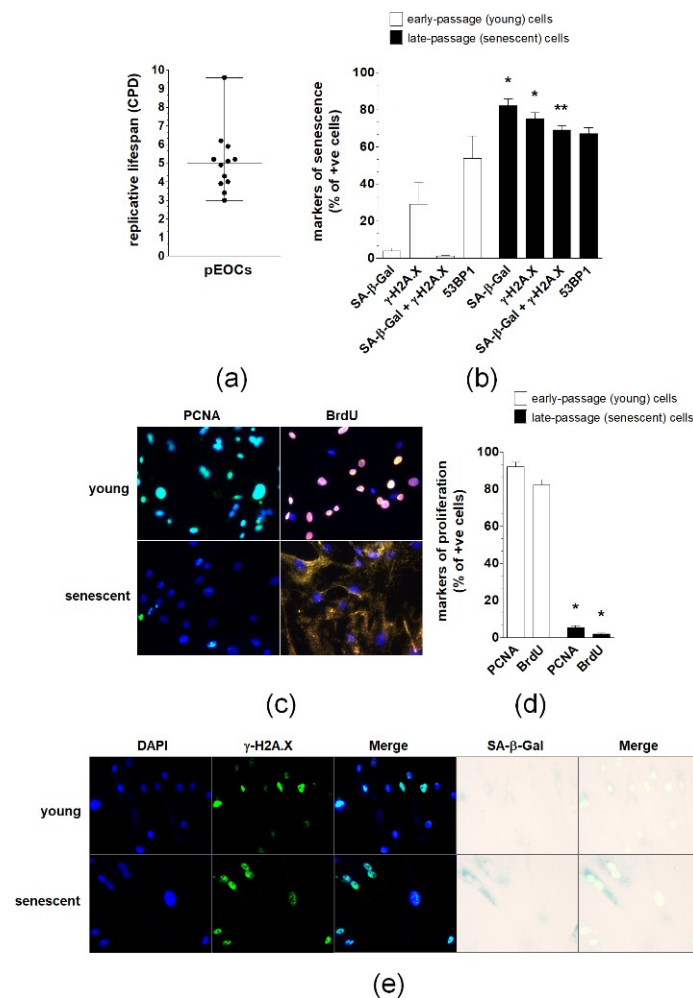 early-passage (young) cells
late-passage (senescent) cells
replicative lifespan (CPD)
10
9
8
7
6
5
4
3
2
1
0
pEOCs
markers of senescence
(% of +ve cells)
100
80
60
40
20
0
*
*
**
SA-β-Gal
γ-H2A.X
SA-β-Gal + γ-H2A.X
53BP1
SA-β-Gal
γ-H2A.X
SA-β-Gal + γ-H2A.X
53BP1
(a)
(b)
early-passage (young) cells
late-passage (senescent) cells
PCNA
BrdU
young
senescent
markers of proliferation
(% of +ve cells)
100
80
60
40
20
0
*
*
PCNA
BrdU
PCNA
BrdU
(c)
(d)
DAPI
γ-H2A.X
Merge
SA-β-Gal
Merge
young
senescent
(e)